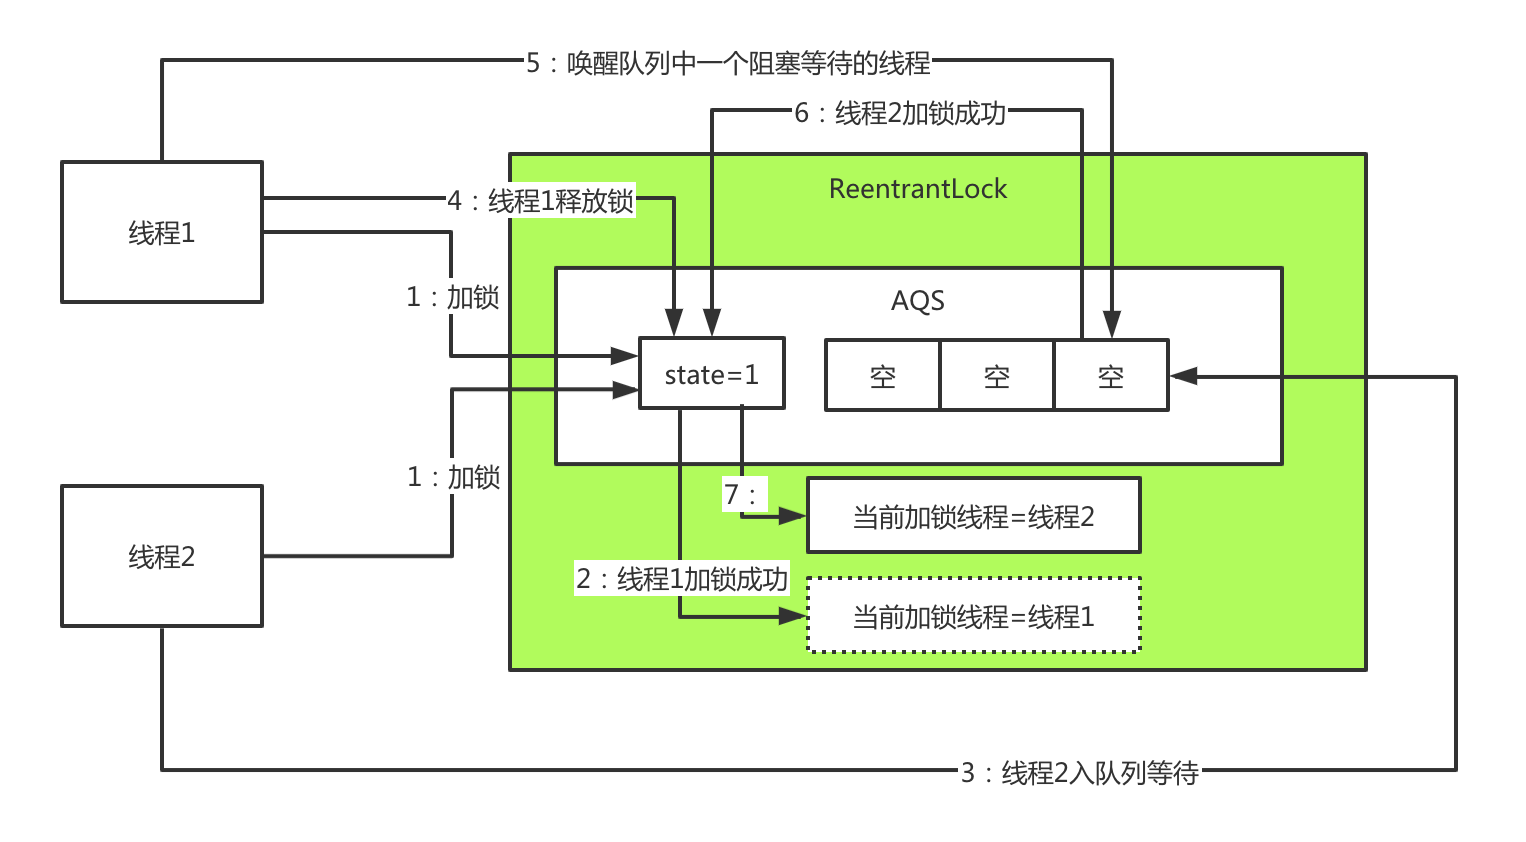 5：唤醒队列中一个阻塞等待的线程
6：线程2加锁成功
ReentrantLock
4：线程1释放锁
线程1
1：加锁
AQS
state=1
空
空
空
1：加锁
7：
当前加锁线程=线程2
线程2
2：线程1加锁成功
当前加锁线程=线程1
3：线程2入队列等待